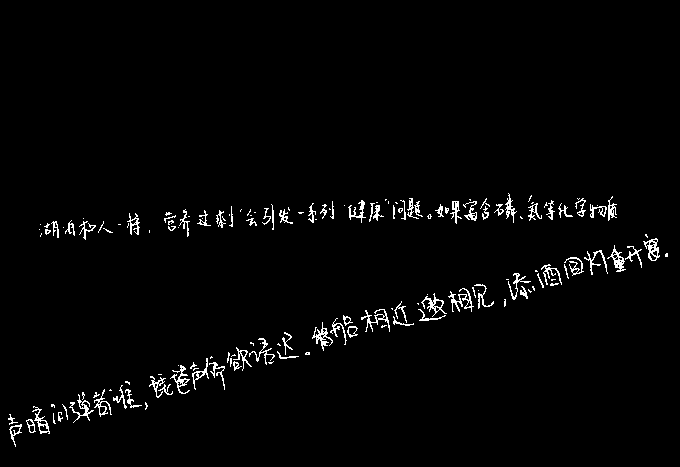 湖泊和人一样，营养过剩会引发一系列“健康”问题。如果富含磷、氮等化学物质
声暗问弹者谁，琵琶声停欲语迟。移船相近邀相见，添酒回灯重开宴。